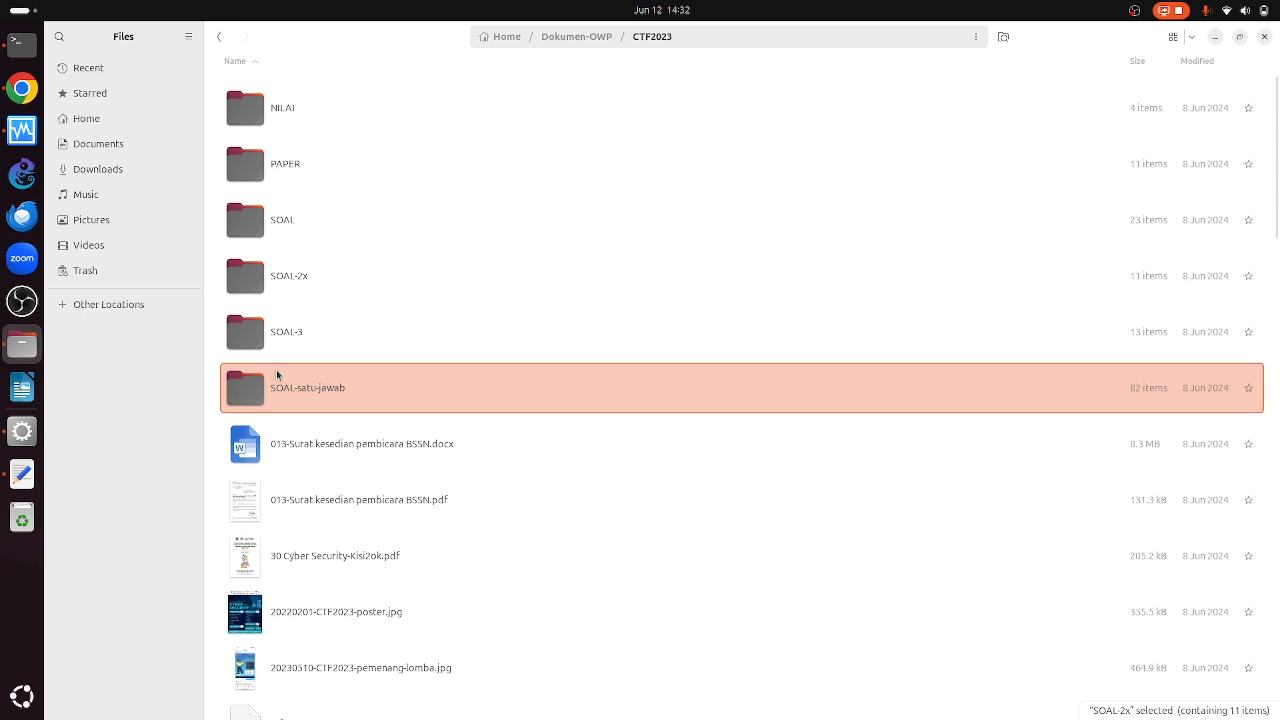 Jun 12 14:32
Files
Home / Dokumen-OWP / CTF2023
Name
Size
Modified
Recent
Starred
Home
Documents
Downloads
Music
Pictures
Videos
Trash
+ Other Locations
zoom
NILAI 4 items 8 Jun 2024
PAPER 11 items 8 Jun 2024
SOAL 23 items 8 Jun 2024
SOAL-2x 11 items 8 Jun 2024
SOAL-3 13 items 8 Jun 2024
SOAL-satu-jawab 82 items 8 Jun 2024
013-Surat kesedian pembicara BSSN.docx 8.3 MB 8 Jun 2024
013-Surat kesedian pembicara BSSN.pdf 131.3 kB 8 Jun 2024
30 Cyber Security-kisi2ok.pdf 205.2 kB 8 Jun 2024
20220201-CTF2023-poster.jpg 355.5 kB 8 Jun 2024
20230510-CTF2023-pemenang-lomba.jpg 464.9 kB 8 Jun 2024
"SOAL-2x" selected (containing 11 items)